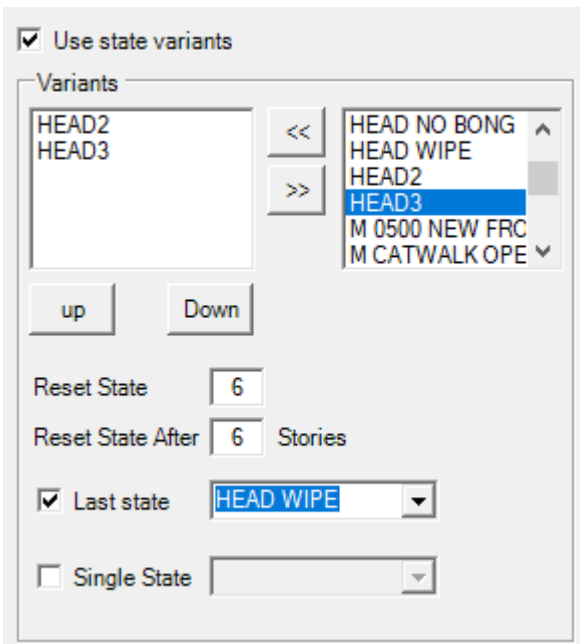 Use state variants
Variants
HEAD2
HEAD3
<<
>>
HEAD NO BONG
HEAD WIPE
HEAD2
HEAD3
M 0500 NEW FRO
M CATWALK OPE
up
Down
Reset State 6
Reset State After 6 Stories
Last state HEAD WIPE
Single State